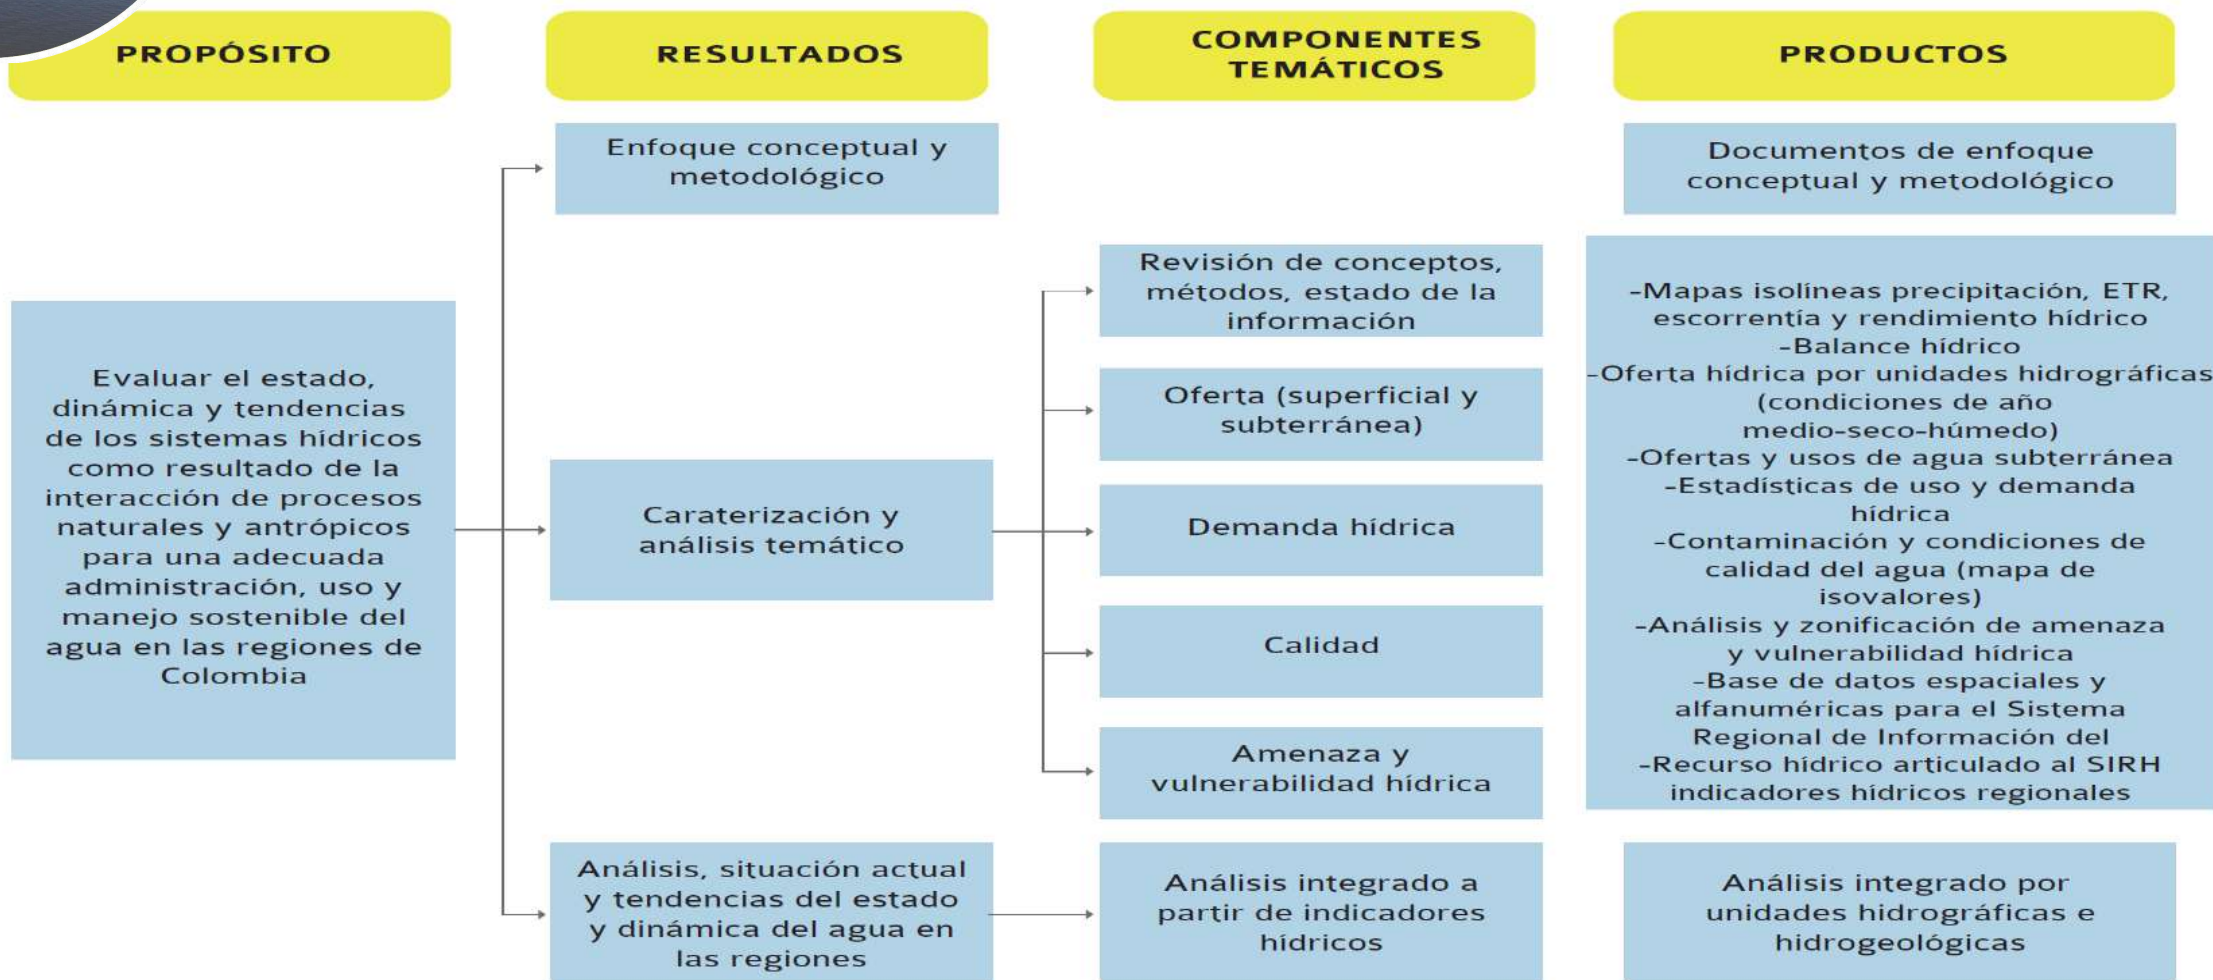 PROPÓSITO
RESULTADOS
COMPONENTES
TEMÁTICOS
PRODUCTOS
Evaluar el estado,
dinámica y tendencias
de los sistemas hídricos
como resultado de la
interacción de procesos
naturales y antrópicos
para una adecuada
administración, uso y
manejo sostenible del
agua en las regiones de
Colombia
Enfoque conceptual y
metodológico
Caraterización y
análisis temático
Análisis, situación actual
y tendencias del estado
y dinámica del agua en
las regiones
Revisión de conceptos,
métodos, estado de la
información
Oferta (superficial y
subterránea)
Demanda hídrica
Calidad
Amenaza y
vulnerabilidad hídrica
Análisis integrado a
partir de indicadores
hídricos
Documentos de enfoque
conceptual y metodológico
-Mapas isolíneas precipitación, ETR,
escorrentía y rendimiento hídrico
-Balance hídrico
-Oferta hídrica por unidades hidrográficas
(condiciones de año
medio-seco-húmedo)
-Ofertas y usos de agua subterránea
-Estadísticas de uso y demanda
hídrica
-Contaminación y condiciones de
calidad del agua (mapa de
isovalores)
-Análisis y zonificación de amenaza
y vulnerabilidad hídrica
-Base de datos espaciales y
alfanuméricas para el Sistema
Regional de Información del
-Recurso hídrico articulado al SIRH
indicadores hídricos regionales
Análisis integrado por
unidades hidrográficas e
hidrogeológicas